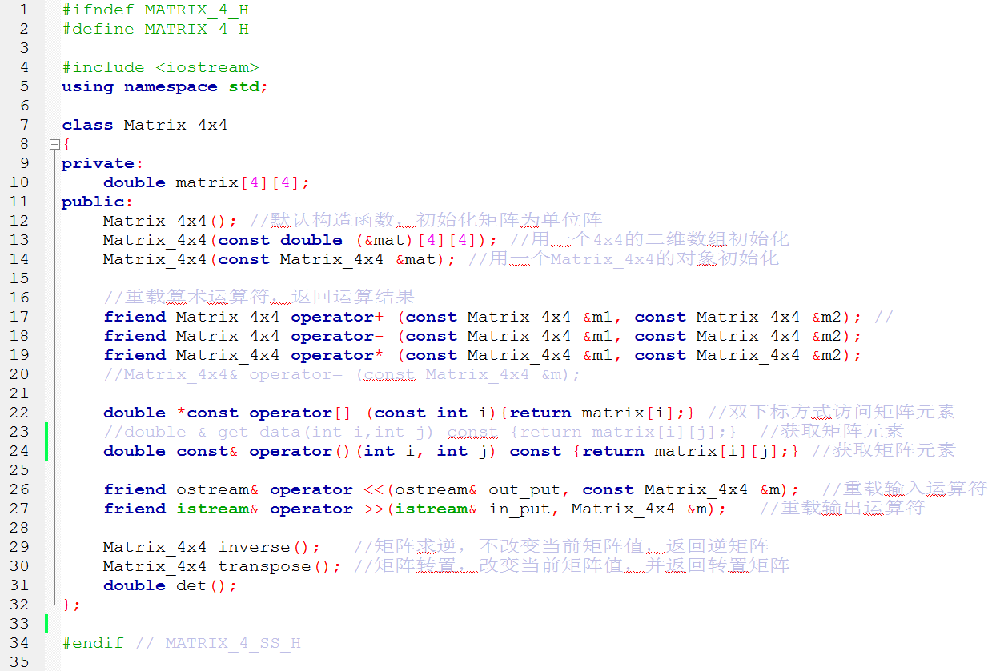 1 #ifndef MATRIX_4_H
2 #define MATRIX_4_H
3
4 #include <iostream>
5 using namespace std;
6
7 class Matrix_4x4
8 {
9 private:
10     double matrix[4][4];
11 public:
12     Matrix_4x4(); //默认构造函数，初始化矩阵为单位阵
13     Matrix_4x4(const double (&mat)[4][4]); //用一个4x4的二维数组初始化
14     Matrix_4x4(const Matrix_4x4 &mat); //用一个Matrix_4x4的对象初始化
15
16     //重载算术运算符，返回运算结果
17     friend Matrix_4x4 operator+ (const Matrix_4x4 &m1, const Matrix_4x4 &m2); //
18     friend Matrix_4x4 operator- (const Matrix_4x4 &m1, const Matrix_4x4 &m2);
19     friend Matrix_4x4 operator* (const Matrix_4x4 &m1, const Matrix_4x4 &m2);
20     //Matrix_4x4& operator= (const Matrix_4x4 &m);
21
22     double *const operator[] (const int i){return matrix[i];} //双下标方式访问矩阵元素
23     //double & get_data(int i,int j) const {return matrix[i][j];}  //获取矩阵元素
24     double const& operator()(int i, int j) const {return matrix[i][j];} //获取矩阵元素
25
26     friend ostream& operator <<(ostream& out_put, const Matrix_4x4 &m);  //重载输入运算符
27     friend istream& operator >>(istream& in_put, Matrix_4x4 &m);   //重载输出运算符
28
29     Matrix_4x4 inverse();   //矩阵求逆，不改变当前矩阵值，返回逆矩阵
30     Matrix_4x4 transpose(); //矩阵转置，改变当前矩阵值，并返回转置矩阵
31     double det();
32 };
33
34 #endif // MATRIX_4_SS_H
35